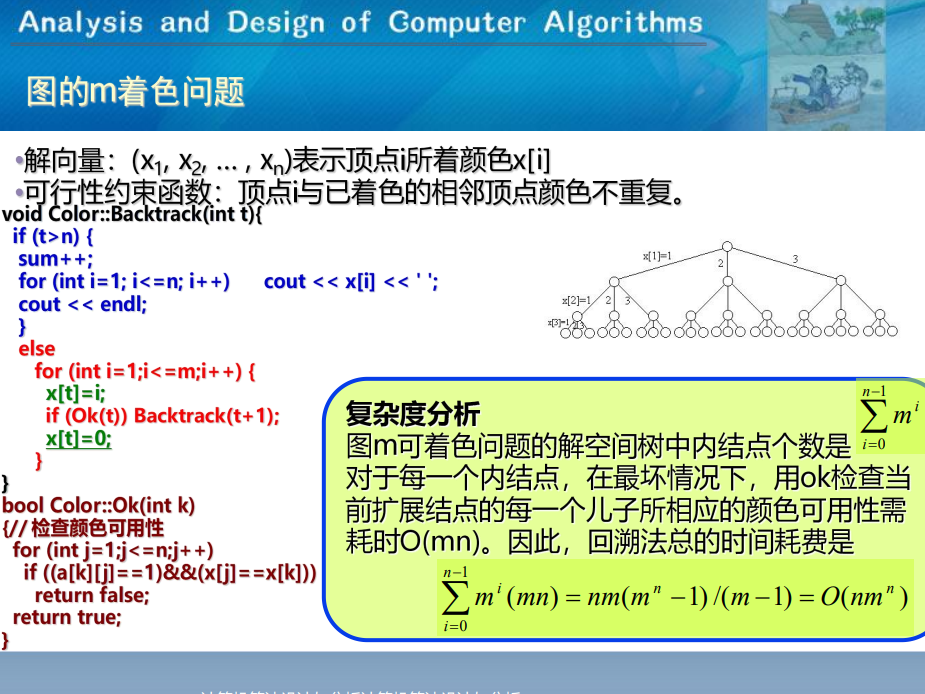 Analysis and Design of Computer Algorithms
图的m着色问题
•解向量：(x1, x2, … , xn)表示顶点i所着颜色x[i]
•可行性约束函数：顶点i与已着色的相邻顶点颜色不重复。
void Color::Backtrack(int t){
if (t>n) {
sum++;
for (int i=1; i<=n; i++) cout << x[i] << ' ';
cout << endl;
}
else
for (int i=1;i<=m;i++) {
x[t]=i;
if (Ok(t)) Backtrack(t+1);
x[t]=0;
}
}
bool Color::Ok(int k)
{// 检查颜色可用性
for (int j=1;j<=n;j++)
if ((a[k][j]==1)&&(x[j]==x[k]))
return false;
return true;
}
x[1]=1 2 3
x[2]=1 2 3
x[3]=1 2 3
复杂度分析
图m可着色问题的解空间树中内结点个数是 \sum_{i=0}^{n-1} m^i
对于每一个内结点，在最坏情况下，用ok检查当
前扩展结点的每一个儿子所相应的颜色可用性需
耗时O(mn)。因此，回溯法总的时间耗费是
\sum_{i=0}^{n-1} m^i (mn) = nm(m^n −1)/(m−1) = O(nm^n)